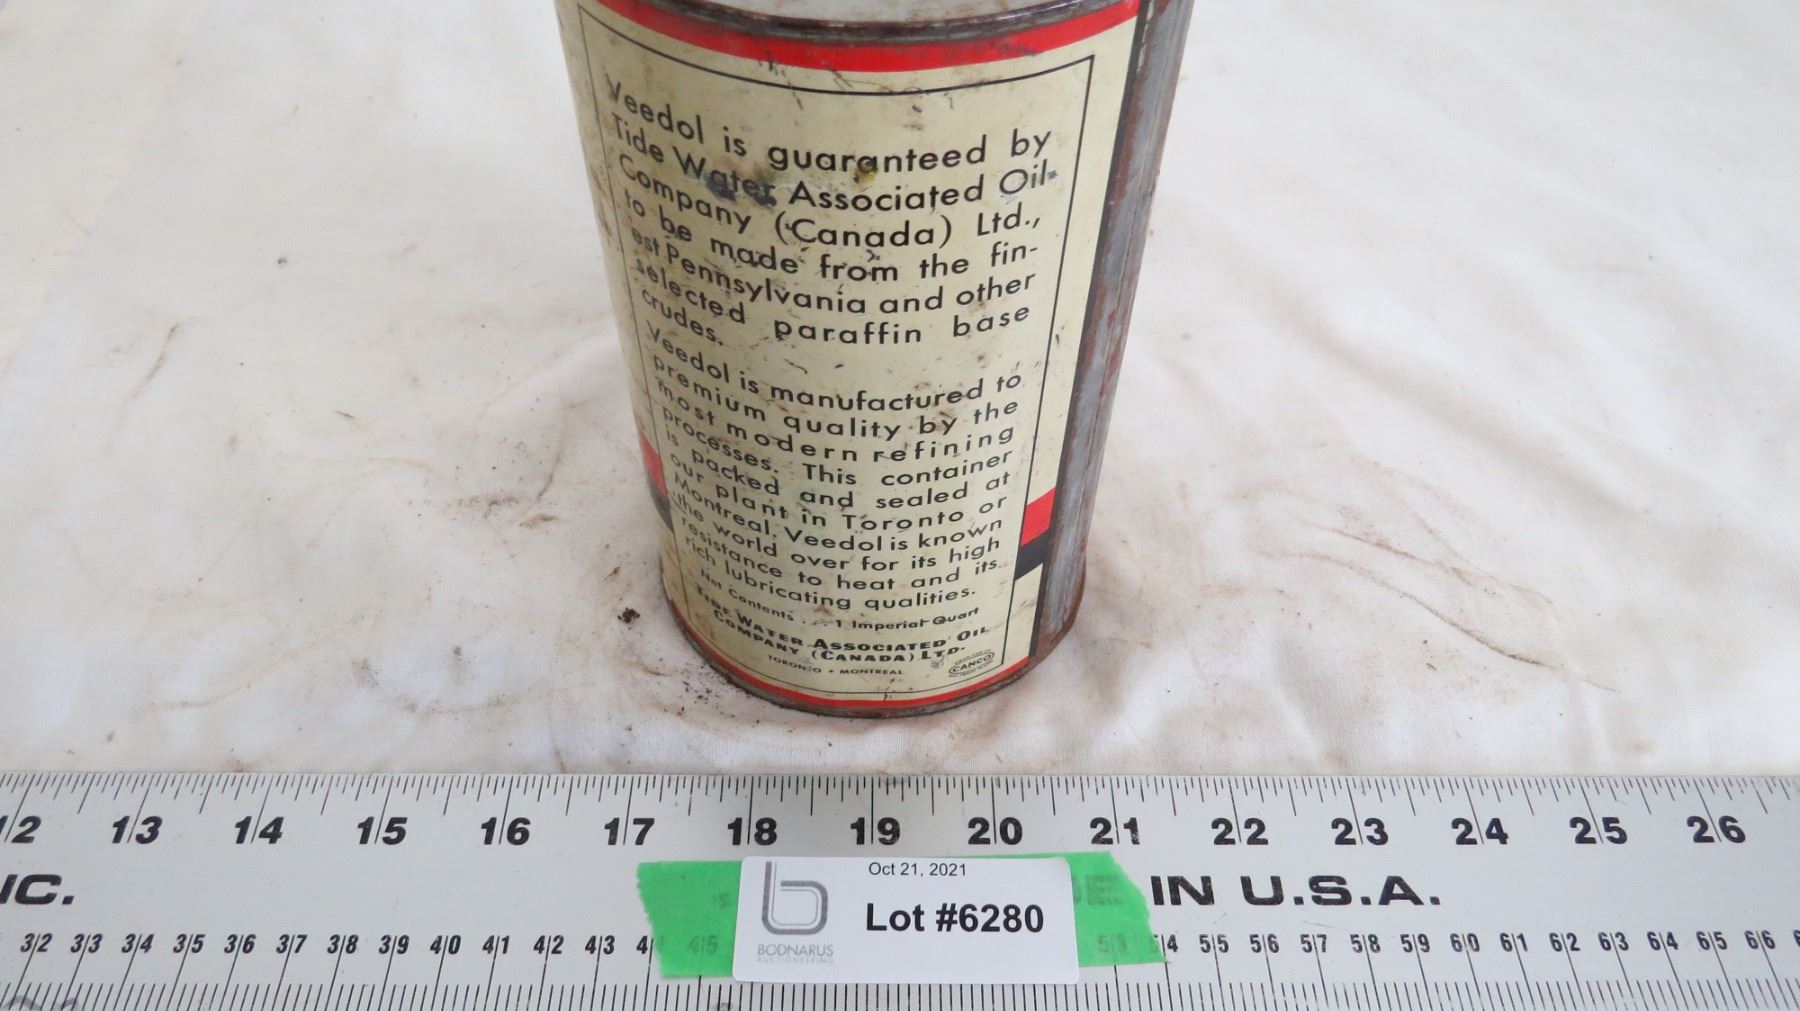 Veedol is guaranteed by
Tide Water Associated Oil
Company (Canada) Ltd.,
to be made from the fin-
est Pennsylvania and other
selected paraffin base
crudes.
Veedol is manufactured to
premium quality by the
most modern refining
processes. This container
is packed and sealed at
our plant in Toronto or
Montreal. Veedol is known
the world over for its high
resistance to heat and its
rich lubricating qualities.
Net Contents . . . 1 Imperial Quart
TIDE WATER ASSOCIATED OIL
COMPANY (CANADA) LTD.
TORONTO • MONTREAL
CANCO
12 13 14 15 16 17 18 19 20 21 22 23 24 25 26
IC. IN U.S.A.
Oct 21, 2021
Lot #6280
BODNARUS
AUCTIONEERING
32 33 34 35 36 37 38 39 40 41 42 43 4 45 53 54 55 56 57 58 59 60 61 62 63 64 65 66